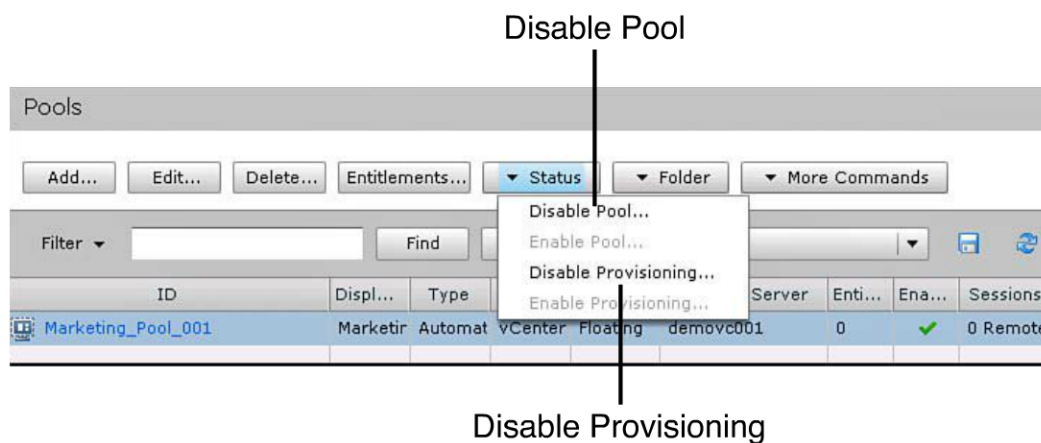 Disable Pool
Pools
Add... Edit... Delete... Entitlements... Status Folder More Commands
Disable Pool...
Filter Find Enable Pool...
Disable Provisioning...
ID Displ... Type Enable Provisioning... Server Enti... Ena... Sessions
Marketing_Pool_001 Marketir Automat vCenter Floating demovc001 0 0 Remote
Disable Provisioning